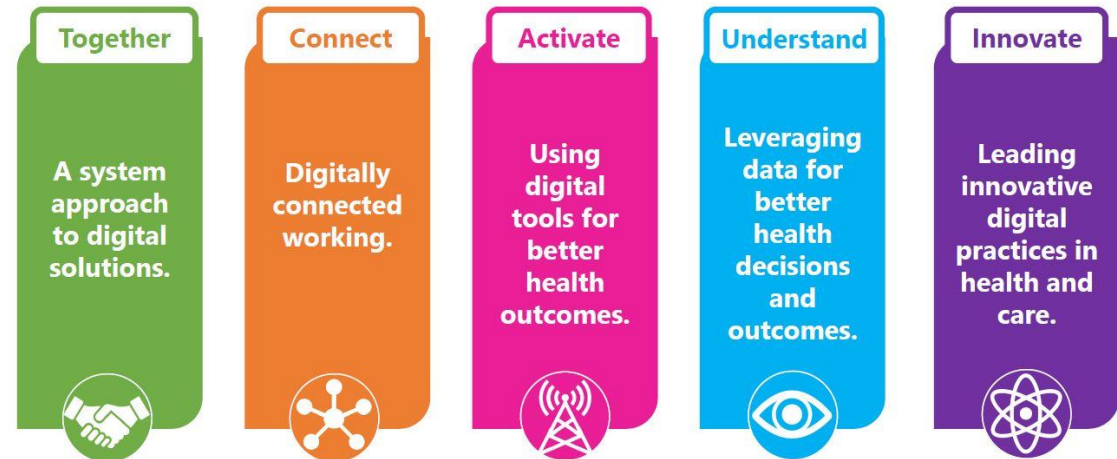 Together
A system
approach
to digital
solutions.
Connect
Digitally
connected
working.
Activate
Using
digital
tools for
better
health
outcomes.
Understand
Leveraging
data for
better
health
decisions
and
outcomes.
Innovate
Leading
innovative
digital
practices in
health and
care.